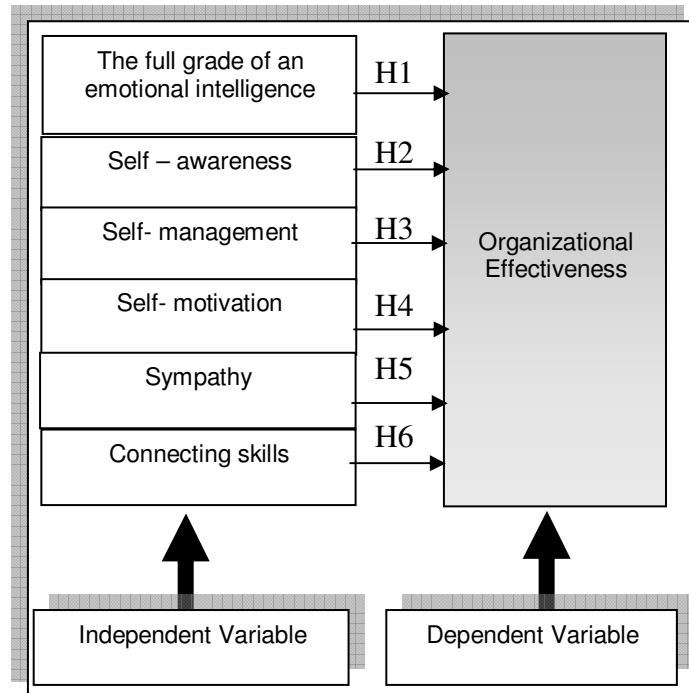 The full grade of an
emotional intelligence
H1
Self – awareness
H2
Self- management
H3
Organizational
Effectiveness
Self- motivation
H4
Sympathy
H5
Connecting skills
H6
Independent Variable
Dependent Variable